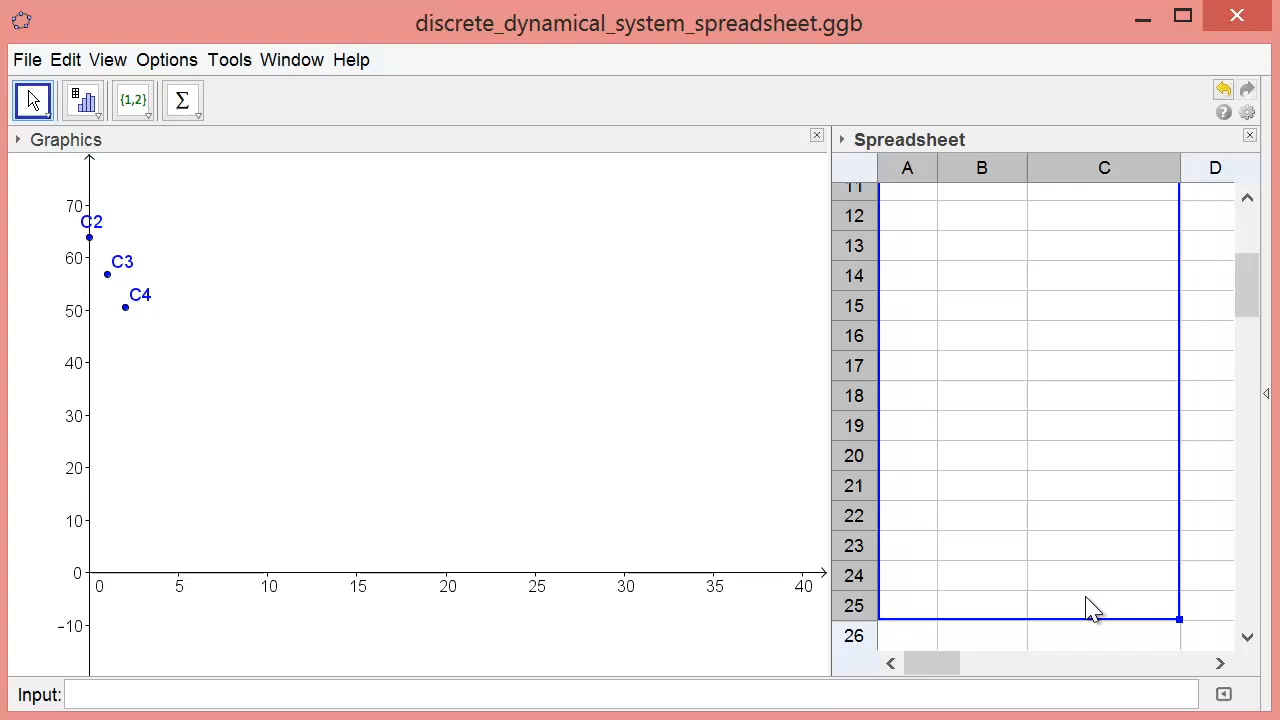 discrete_dynamical_system_spreadsheet.ggb
File Edit View Options Tools Window Help
{1,2} Σ
Graphics
Spreadsheet
A B C D
11
12
13
14
15
16
17
18
19
20
21
22
23
24
25
26
70
60
50
40
30
20
10
0
-10
C2
C3
C4
0 5 10 15 20 25 30 35 40
Input: